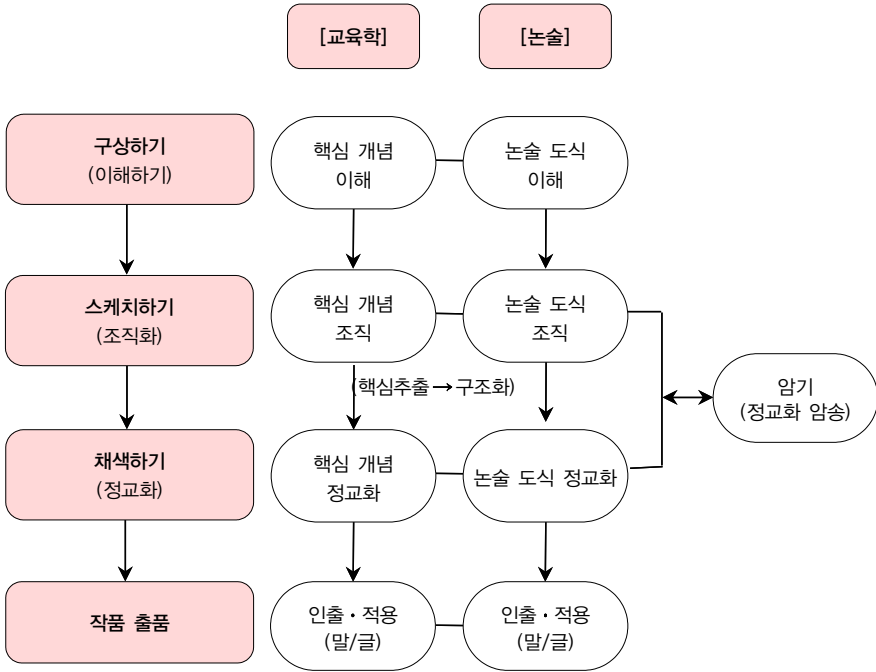 [교육학]
[논술]
구상하기
(이해하기)
핵심 개념
이해
논술 도식
이해
스케치하기
(조직화)
핵심 개념
조직
논술 도식
조직
(핵심추출→구조화)
암기
(정교화 암송)
채색하기
(정교화)
핵심 개념
정교화
논술 도식 정교화
작품 출품
인출·적용
(말/글)
인출·적용
(말/글)